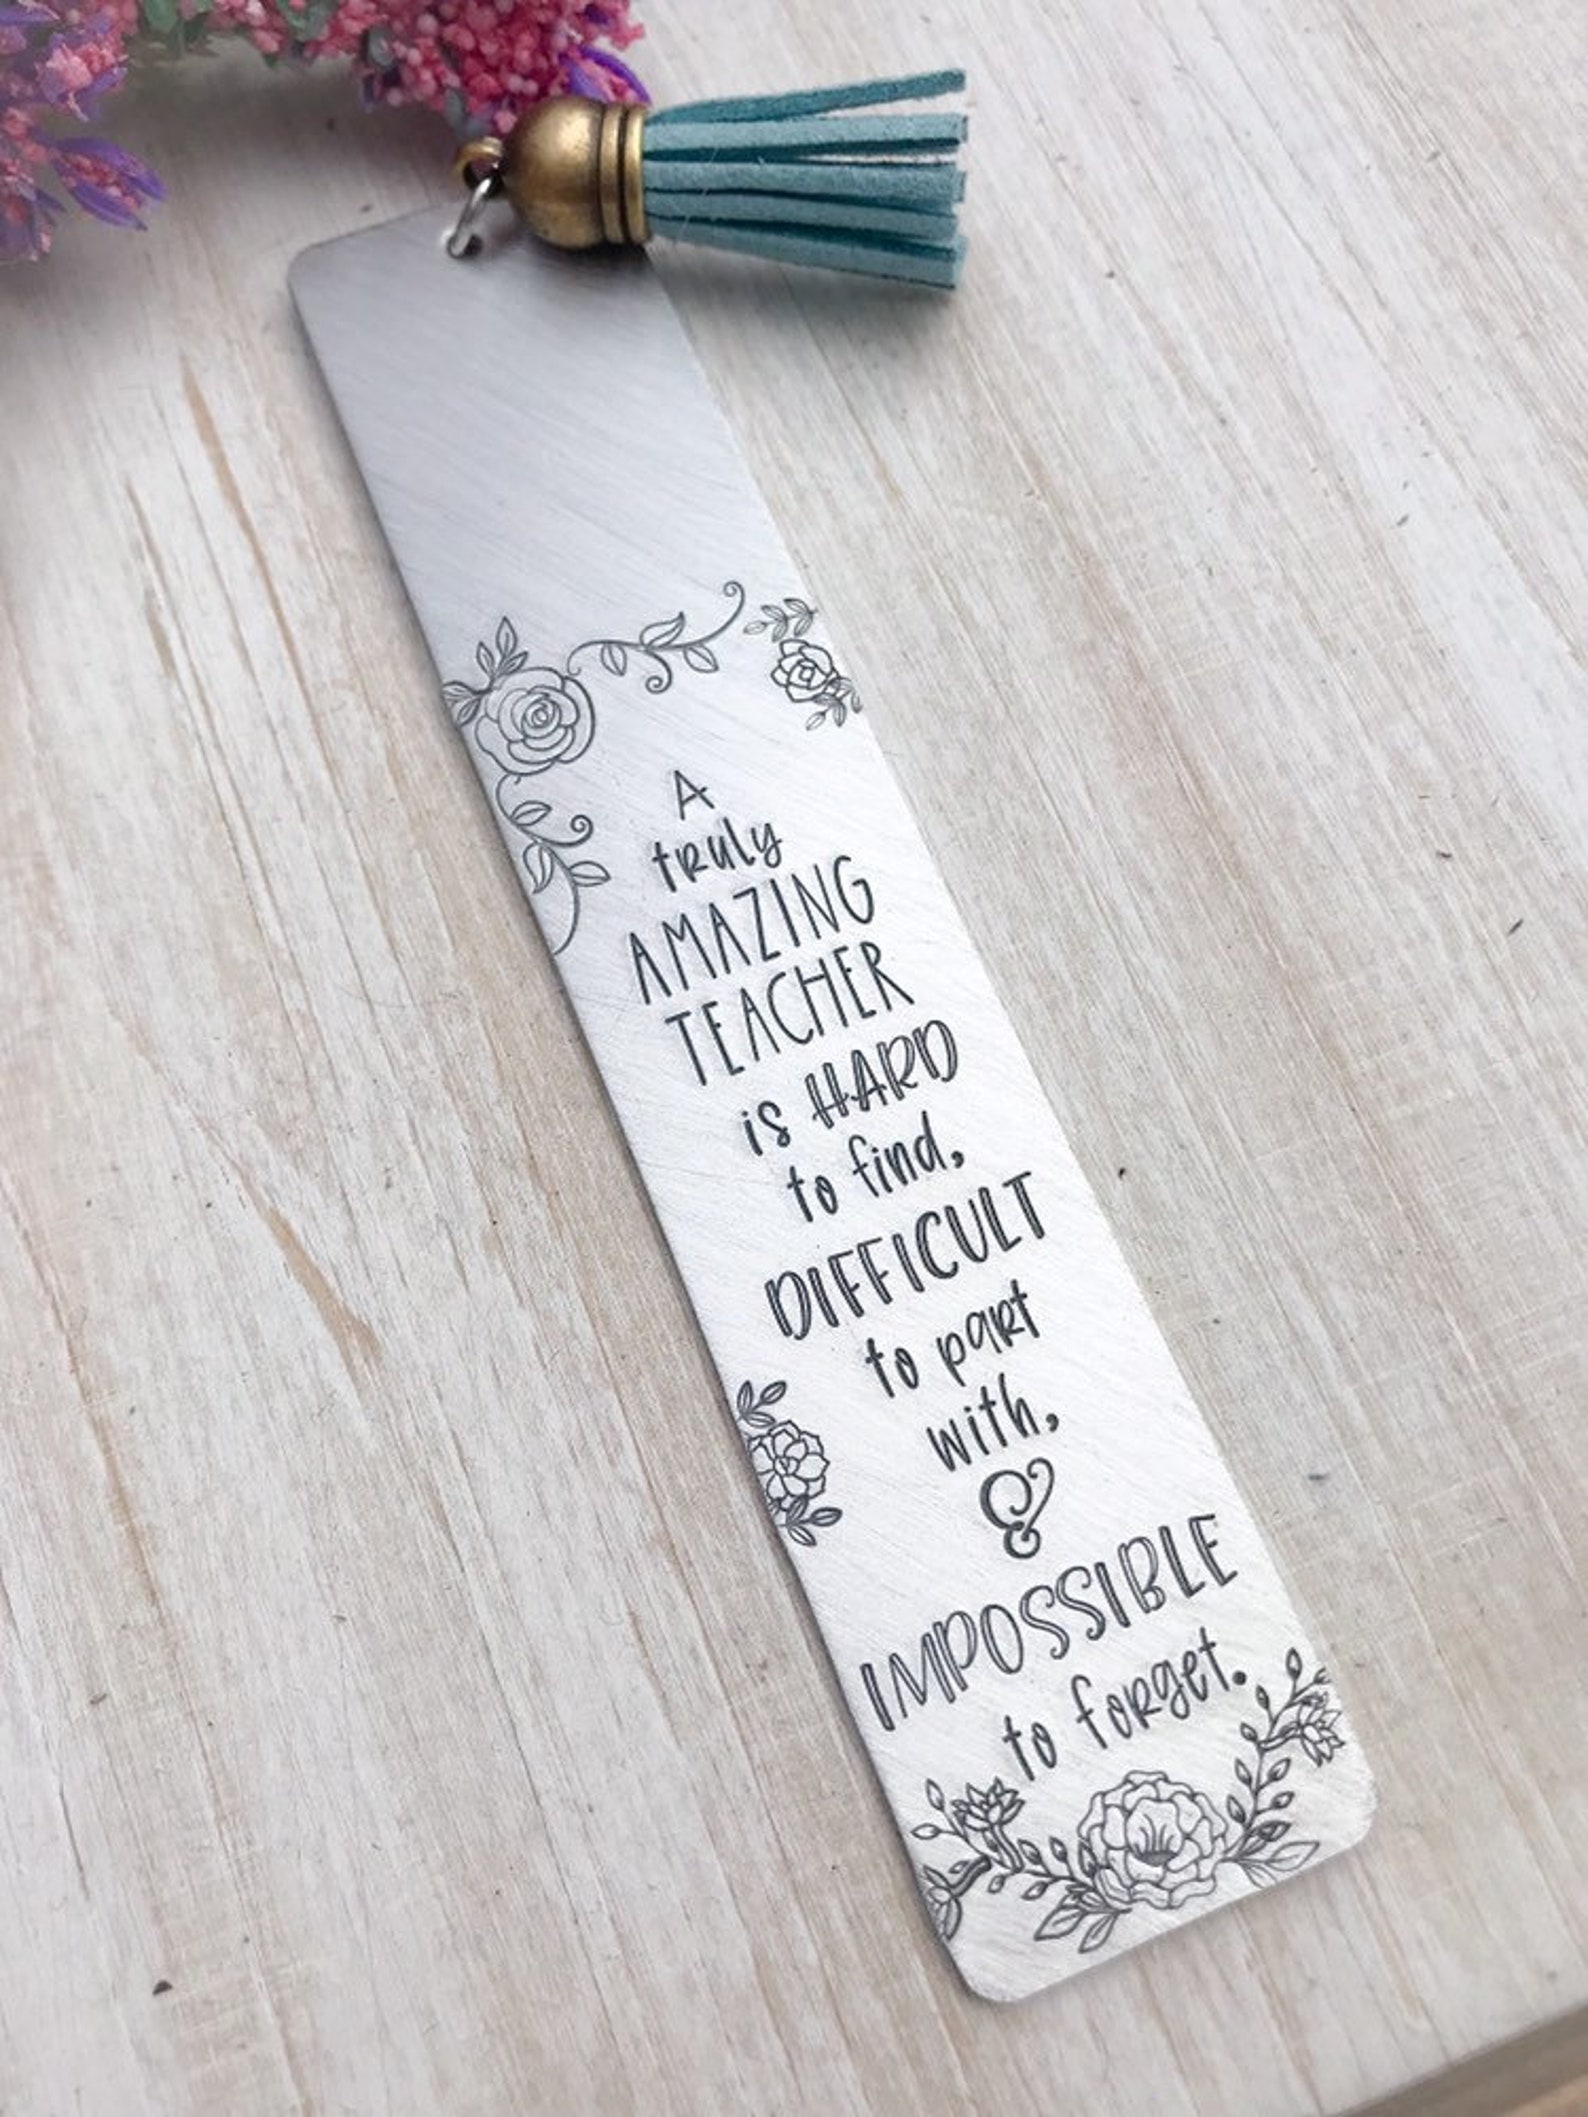 A
truly
AMAZING
TEACHER
is HARD
to find,
DIFFICULT
to part
with,
&
IMPOSSIBLE
to forget.